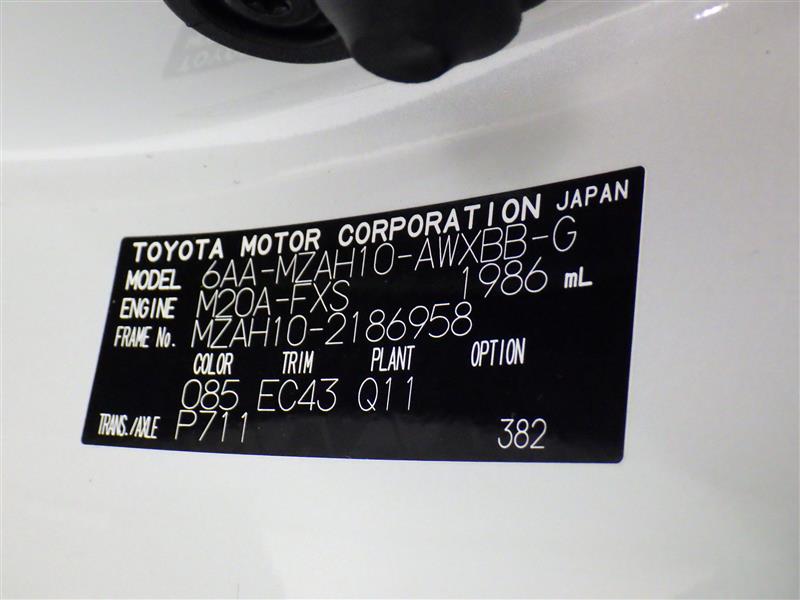 TOYOTA MOTOR CORPORATION JAPAN
MODEL 6AA-MZAH10-AWXBB-G
ENGINE M20A-FXS 1986 mL
FRAME No. MZAH10-2186958
COLOR TRIM PLANT OPTION
085 EC43 Q11
TRANS./AXLE P711 382